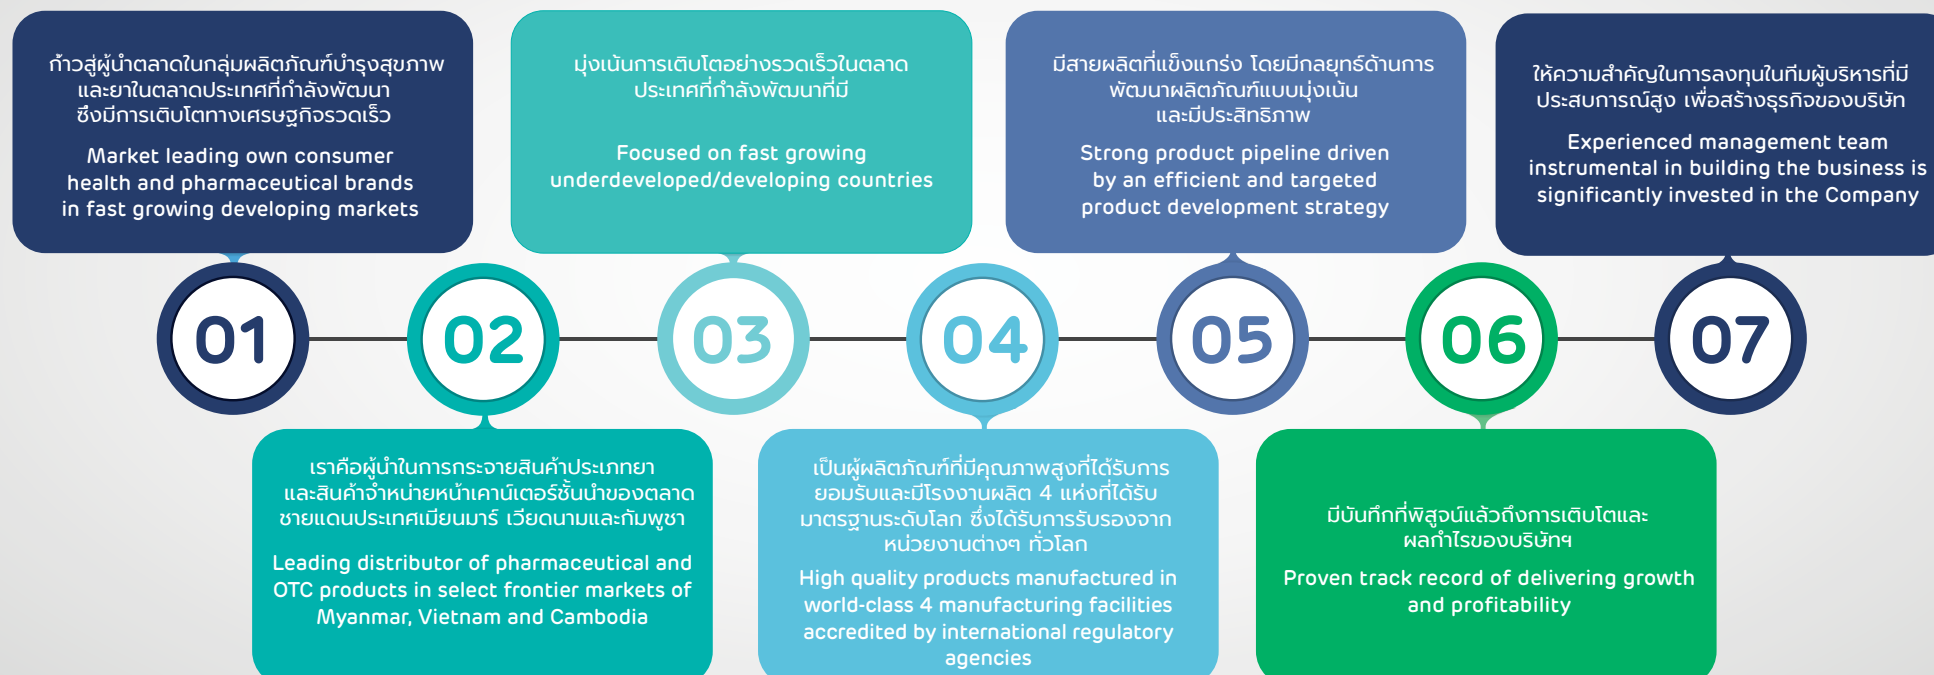 ก้าวสู่ผู้นำตลาดในกลุ่มผลิตภัณฑ์บำรุงสุขภาพ
และยาในตลาดประเทศที่กำลังพัฒนา
ซึ่งมีการเติบโตทางเศรษฐกิจรวดเร็ว
Market leading own consumer
health and pharmaceutical brands
in fast growing developing markets
01
เราคือผู้นำในการกระจายสินค้าประเภทยา
และสินค้าจำหน่ายหน้าเคาน์เตอร์ชั้นนำของตลาด
ชายแดนประเทศเมียนมาร์ เวียดนามและกัมพูชา
Leading distributor of pharmaceutical and
OTC products in select frontier markets of
Myanmar, Vietnam and Cambodia
02
มุ่งเน้นการเติบโตอย่างรวดเร็วในตลาด
ประเทศที่กำลังพัฒนาที่มี
Focused on fast growing
underdeveloped/developing countries
03
เป็นผู้ผลิตภัณฑ์ที่มีคุณภาพสูงที่ได้รับการ
ยอมรับและมีโรงงานผลิต 4 แห่งที่ได้รับ
มาตรฐานระดับโลก ซึ่งได้รับการรับรองจาก
หน่วยงานต่างๆ ทั่วโลก
High quality products manufactured in
world-class 4 manufacturing facilities
accredited by international regulatory
agencies
04
มีสายผลิตที่แข็งแกร่ง โดยมีกลยุทธ์ด้านการ
พัฒนาผลิตภัณฑ์แบบมุ่งเน้น
และมีประสิทธิภาพ
Strong product pipeline driven
by an efficient and targeted
product development strategy
05
มีบันทึกที่พิสูจน์แล้วถึงการเติบโตและ
ผลกำไรของบริษัทฯ
Proven track record of delivering growth
and profitability
06
ให้ความสำคัญในการลงทุนในทีมผู้บริหารที่มี
ประสบการณ์สูง เพื่อสร้างธุรกิจของบริษัท
Experienced management team
instrumental in building the business is
significantly invested in the Company
07